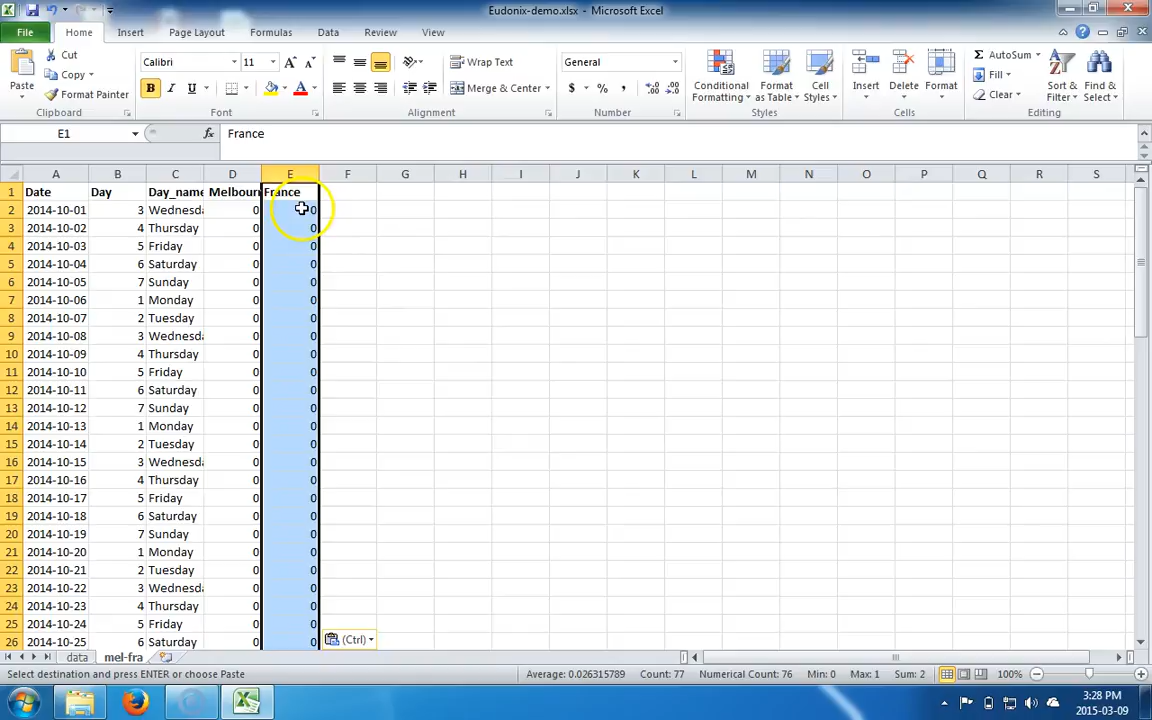 Eudonix-demo.xlsx - Microsoft Excel
File Home Insert Page Layout Formulas Data Review View
Cut
Copy
Format Painter
Paste
Calibri 11
B I U
Wrap Text
Merge & Center
General
$ % ,
Conditional Formatting
Format as Table
Cell Styles
Insert
Delete
Format
AutoSum
Fill
Clear
Sort & Filter
Find & Select
Clipboard Font Alignment Number Styles Cells Editing
E1 fx France
A B C D E F G H I J K L M N O P Q R S
1 Date Day Day_name Melbourn France
2 2014-10-01 3 Wednesda 0 0
3 2014-10-02 4 Thursday 0 0
4 2014-10-03 5 Friday 0 0
5 2014-10-04 6 Saturday 0 0
6 2014-10-05 7 Sunday 0 0
7 2014-10-06 1 Monday 0 0
8 2014-10-07 2 Tuesday 0 0
9 2014-10-08 3 Wednesda 0 0
10 2014-10-09 4 Thursday 0 0
11 2014-10-10 5 Friday 0 0
12 2014-10-11 6 Saturday 0 0
13 2014-10-12 7 Sunday 0 0
14 2014-10-13 1 Monday 0 0
15 2014-10-14 2 Tuesday 0 0
16 2014-10-15 3 Wednesda 0 0
17 2014-10-16 4 Thursday 0 0
18 2014-10-17 5 Friday 0 0
19 2014-10-18 6 Saturday 0 0
20 2014-10-19 7 Sunday 0 0
21 2014-10-20 1 Monday 0 0
22 2014-10-21 2 Tuesday 0 0
23 2014-10-22 3 Wednesda 0 0
24 2014-10-23 4 Thursday 0 0
25 2014-10-24 5 Friday 0 0
26 2014-10-25 6 Saturday 0 0
(Ctrl)
data mel-fra
Select destination and press ENTER or choose Paste Average: 0.026315789 Count: 77 Numerical Count: 76 Min: 0 Max: 1 Sum: 2 100%
3:28 PM
2015-03-09